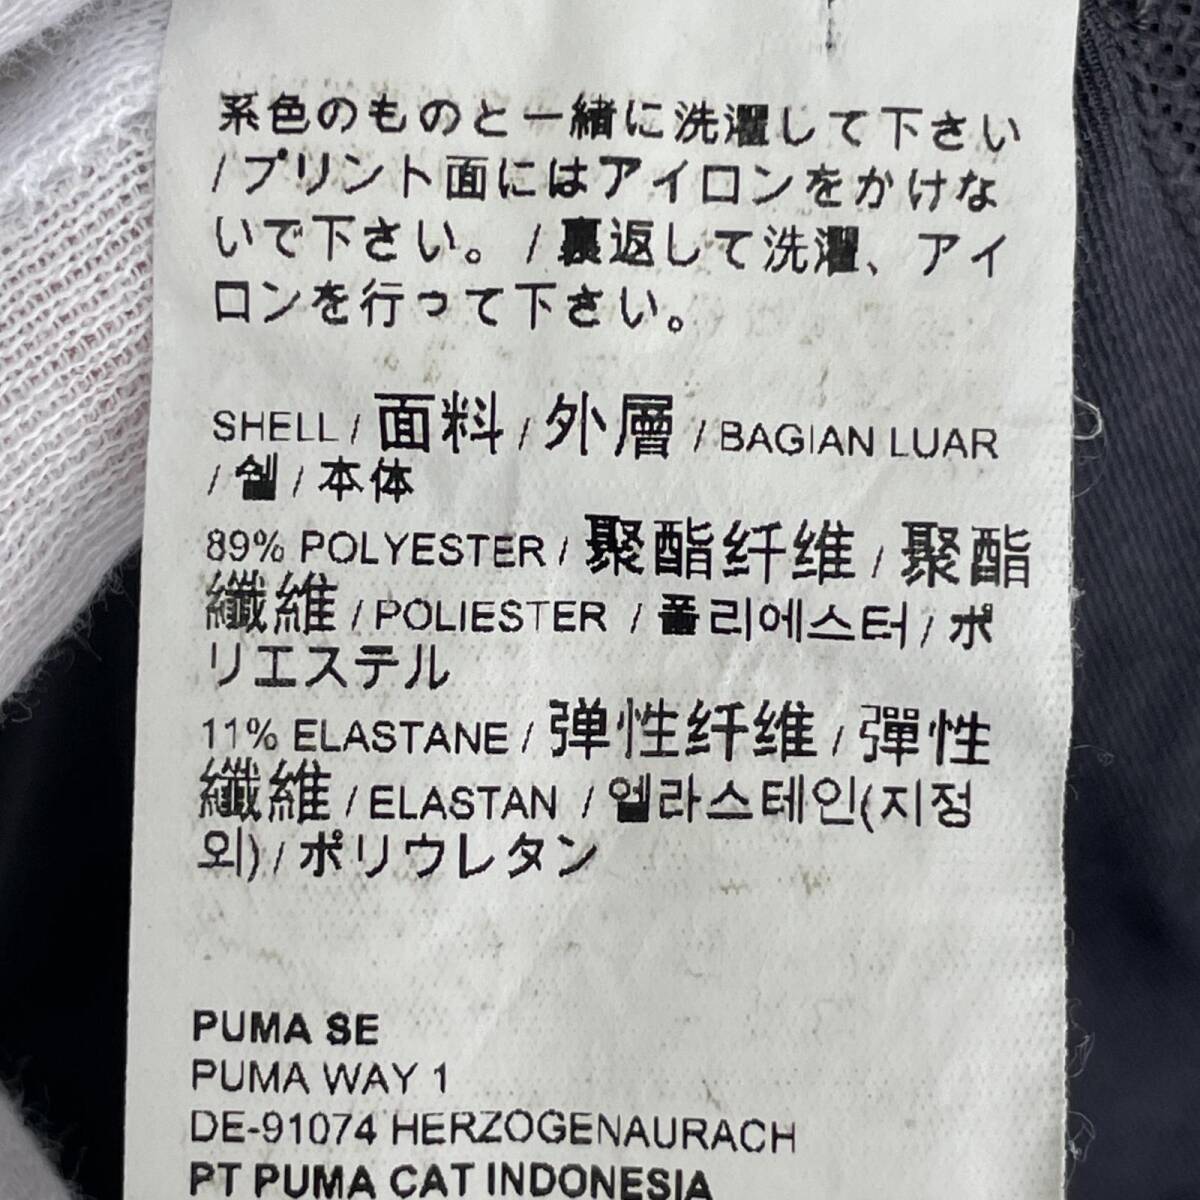 系色のものと一緒に洗濯して下さい
/ プリント面にはアイロンをかけな
いで下さい。 / 裏返して洗濯、アイ
ロンを行って下さい。
SHELL / 面料 / 外層 / BAGIAN LUAR
/ 쉘 / 本体
89% POLYESTER / 聚酯纤维 / 聚酯
纖維 / POLIESTER / 폴리에스터 / ポ
リエステル
11% ELASTANE / 弹性纤维 / 彈性
纖維 / ELASTAN / 엘라스테인(지정
외) / ポリウレタン
PUMA SE
PUMA WAY 1
DE-91074 HERZOGENAURACH
PT PUMA CAT INDONESIA